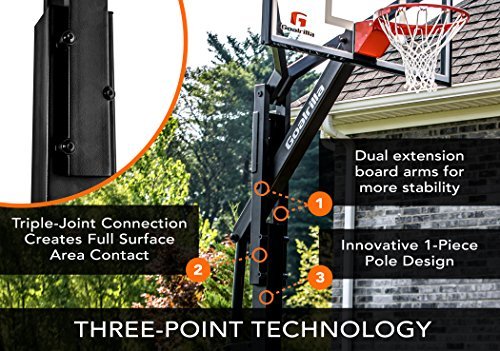 G
Goalrilla
Goalrilla
1
Dual extension
board arms for
more stability
Triple-Joint Connection
Creates Full Surface
Area Contact
2
Innovative 1-Piece
Pole Design
3
THREE-POINT TECHNOLOGY